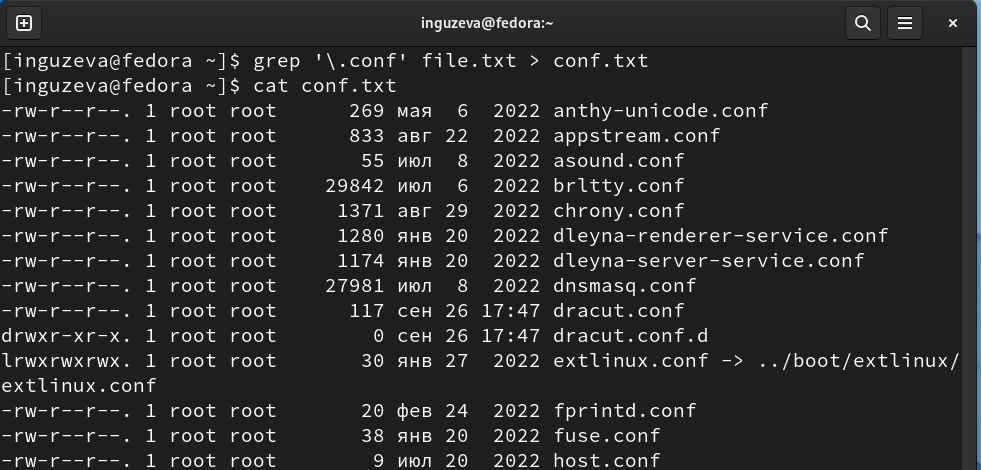 inguzeva@fedora:~
[inguzeva@fedora ~]$ grep '\.conf' file.txt > conf.txt
[inguzeva@fedora ~]$ cat conf.txt
-rw-r--r--. 1 root root      269 мая  6  2022 anthy-unicode.conf
-rw-r--r--. 1 root root      833 авг 22  2022 appstream.conf
-rw-r--r--. 1 root root       55 июл  8  2022 asound.conf
-rw-r--r--. 1 root root    29842 июл  6  2022 brltty.conf
-rw-r--r--. 1 root root     1371 авг 29  2022 chrony.conf
-rw-r--r--. 1 root root     1280 янв 20  2022 dleyna-renderer-service.conf
-rw-r--r--. 1 root root     1174 янв 20  2022 dleyna-server-service.conf
-rw-r--r--. 1 root root    27981 июл  8  2022 dnsmasq.conf
-rw-r--r--. 1 root root      117 сен 26 17:47 dracut.conf
drwxr-xr-x. 1 root root        0 сен 26 17:47 dracut.conf.d
lrwxrwxrwx. 1 root root       30 янв 27  2022 extlinux.conf -> ../boot/extlinux/
extlinux.conf
-rw-r--r--. 1 root root       20 фев 24  2022 fprintd.conf
-rw-r--r--. 1 root root       38 янв 20  2022 fuse.conf
-rw-r--r--. 1 root root        9 июл 20  2022 host.conf